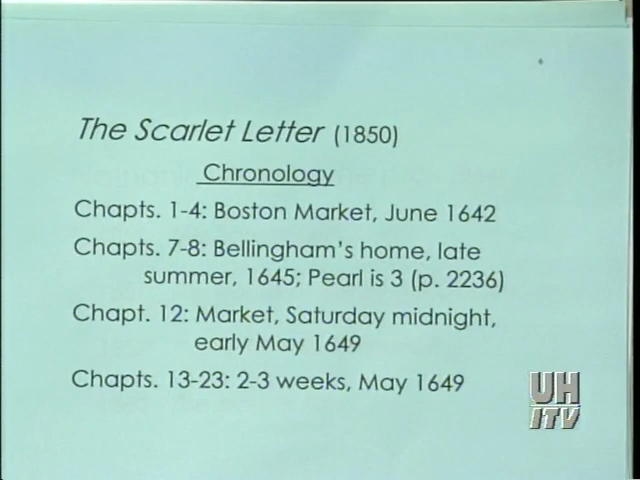 The Scarlet Letter (1850)
Chronology
Chapts. 1-4: Boston Market, June 1642
Chapts. 7-8: Bellingham's home, late
summer, 1645; Pearl is 3 (p. 2236)
Chapt. 12: Market, Saturday midnight,
early May 1649
Chapts. 13-23: 2-3 weeks, May 1649
UH
ITV